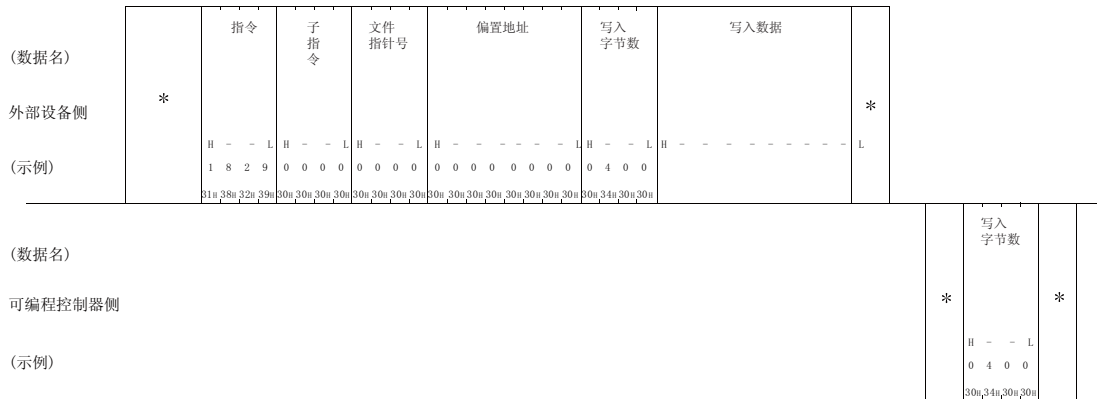 指令
子
指
令
文件
指针号
偏置地址
写入
字节数
写入数据
(数据名)
*
*
外部设备侧
H - - L H - - L H - - L H - - - - - - L H - - L H - - - - - - - - L
(示例)
1 8 2 9 0 0 0 0 0 0 0 0 0 0 0 0 0 0 0 0 0 4 0 0
31H 38H 32H 39H 30H 30H 30H 30H 30H 30H 30H 30H 30H 30H 30H 30H 30H 30H 30H 30H 30H 34H 30H 30H
写入
字节数
(数据名)
可编程控制器侧
*
*
H - - L
(示例)
0 4 0 0
30H 34H 30H 30H